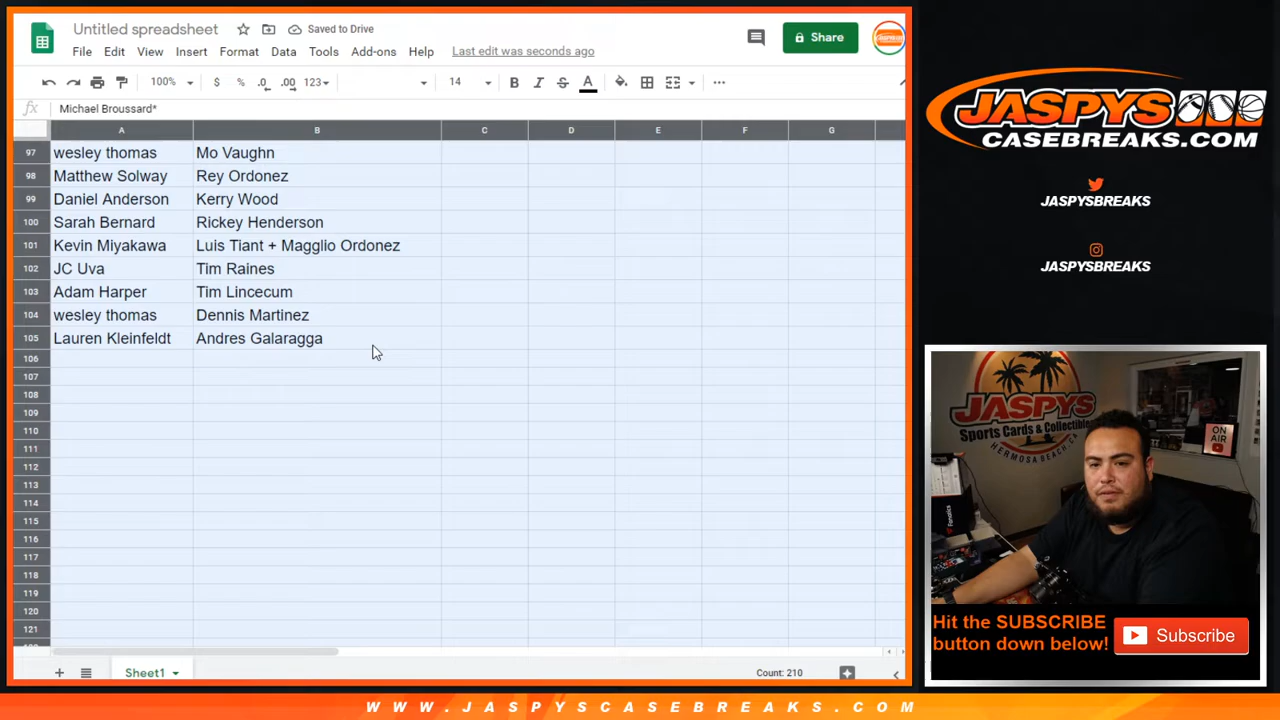 Untitled spreadsheet
Saved to Drive
File Edit View Insert Format Data Tools Add-ons Help Last edit was seconds ago
Share
100% $ % .0 .00 123 14 B I S A
fx Michael Broussard*
A B C D E F G
97 wesley thomas Mo Vaughn
98 Matthew Solway Rey Ordonez
99 Daniel Anderson Kerry Wood
100 Sarah Bernard Rickey Henderson
101 Kevin Miyakawa Luis Tiant + Magglio Ordonez
102 JC Uva Tim Raines
103 Adam Harper Tim Lincecum
104 wesley thomas Dennis Martinez
105 Lauren Kleinfeldt Andres Galaragga
106
107
108
109
110
111
112
113
114
115
116
117
118
119
120
121
Sheet1
Count: 210
JASPYS
CASEBREAKS.COM
JASPYSBREAKS
JASPYSBREAKS
JASPYS
Sports Cards & Collectibles
HERMOSA BEACH, CA
ON AIR
Fanatics
Hit the SUBSCRIBE
button down below!
Subscribe
WWW.JASPYSCASEBREAKS.COM